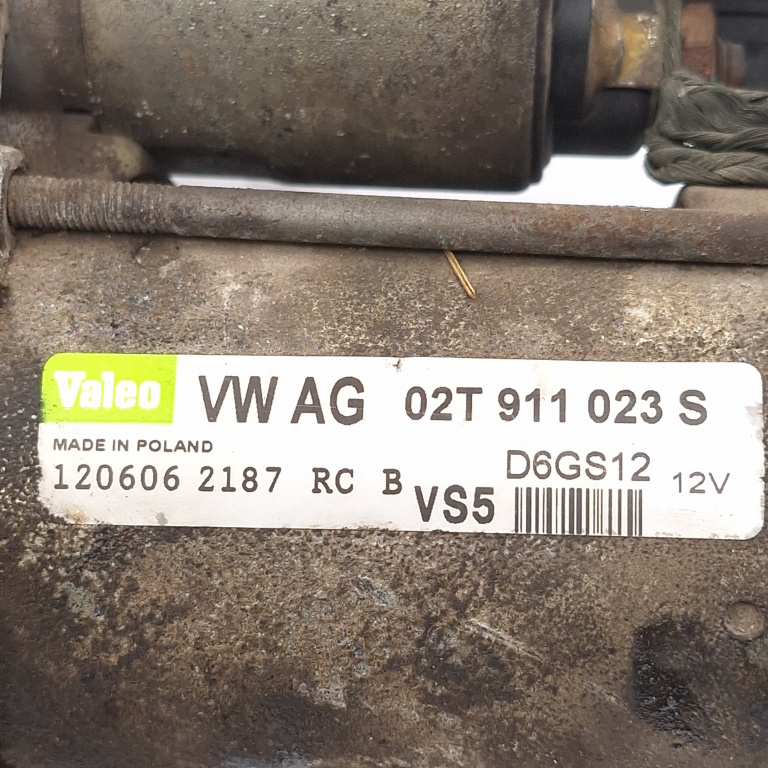 Valeo VW AG 02T 911 023 S
MADE IN POLAND
120606 2187 RC B VS5 D6GS12 12V